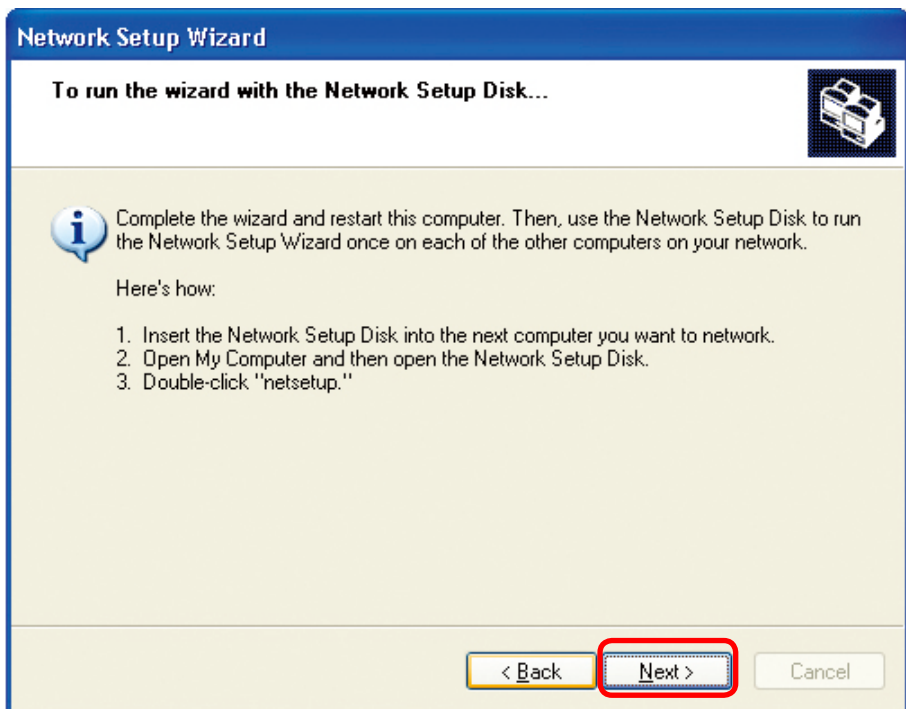 Network Setup Wizard
To run the wizard with the Network Setup Disk...
Complete the wizard and restart this computer. Then, use the Network Setup Disk to run
the Network Setup Wizard once on each of the other computers on your network.
Here's how:
1. Insert the Network Setup Disk into the next computer you want to network.
2. Open My Computer and then open the Network Setup Disk.
3. Double-click "netsetup."
< Back Next > Cancel